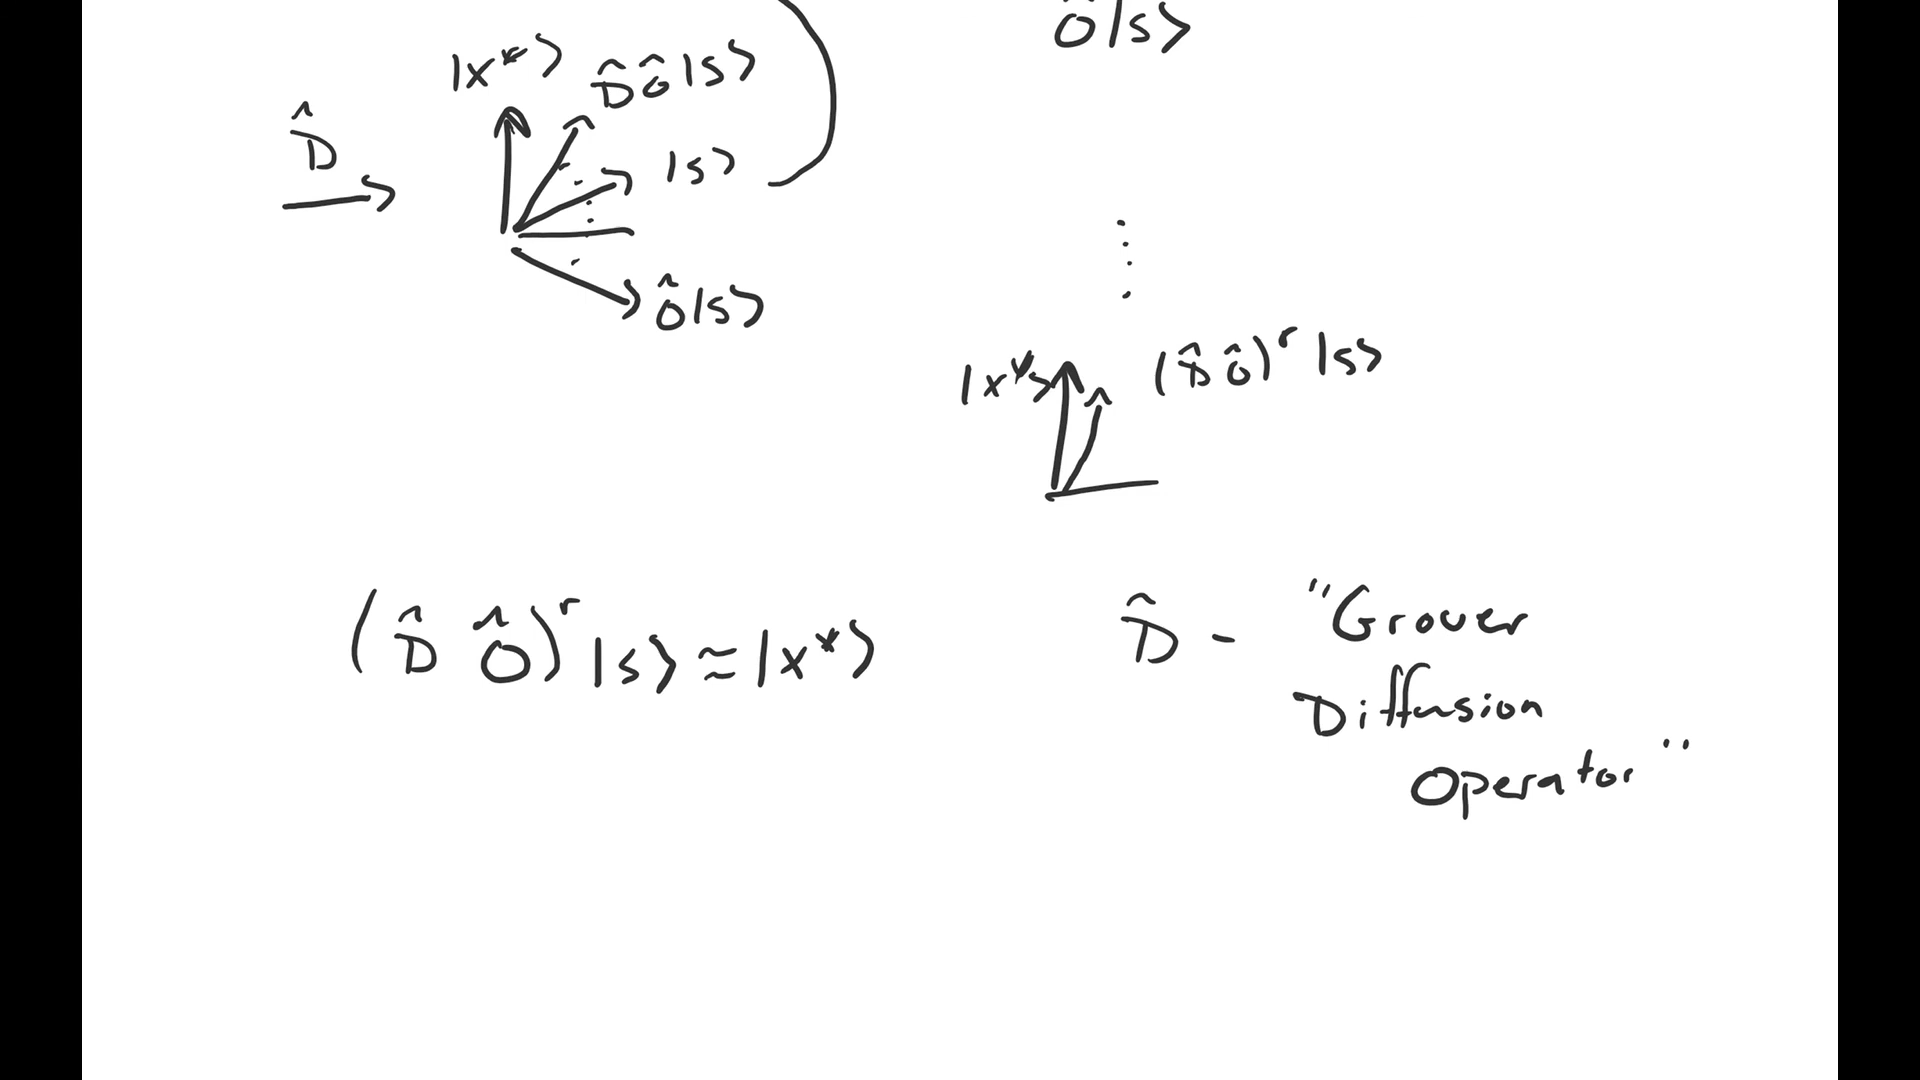 Ô|s⟩
|x*⟩
D̂Ô|s⟩
D̂
|s⟩
Ô|s⟩
|x*⟩
(D̂ Ô)ʳ |s⟩
(D̂ Ô)ʳ |s⟩ ≈ |x*⟩
D̂ - "Grover
Diffusion
Operator"